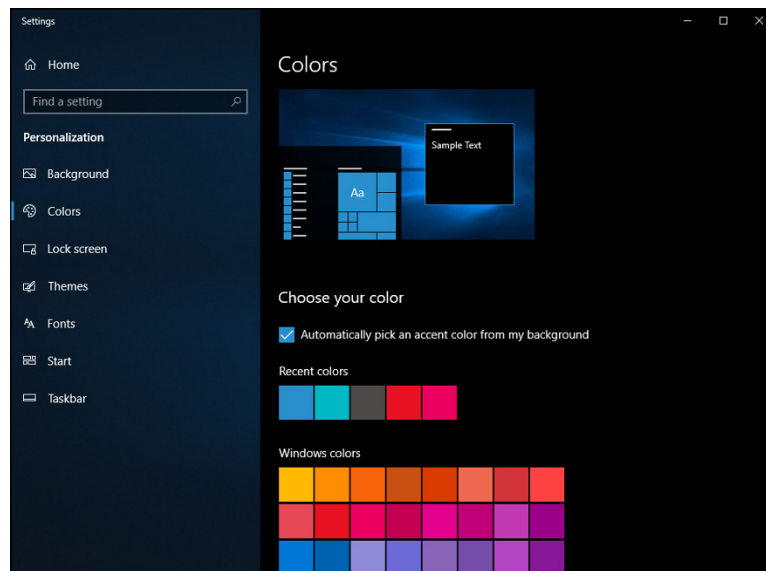 Settings
Home
Find a setting
Personalization
Background
Colors
Lock screen
Themes
Fonts
Start
Taskbar
Colors
Sample Text
Aa
Choose your color
Automatically pick an accent color from my background
Recent colors
Windows colors